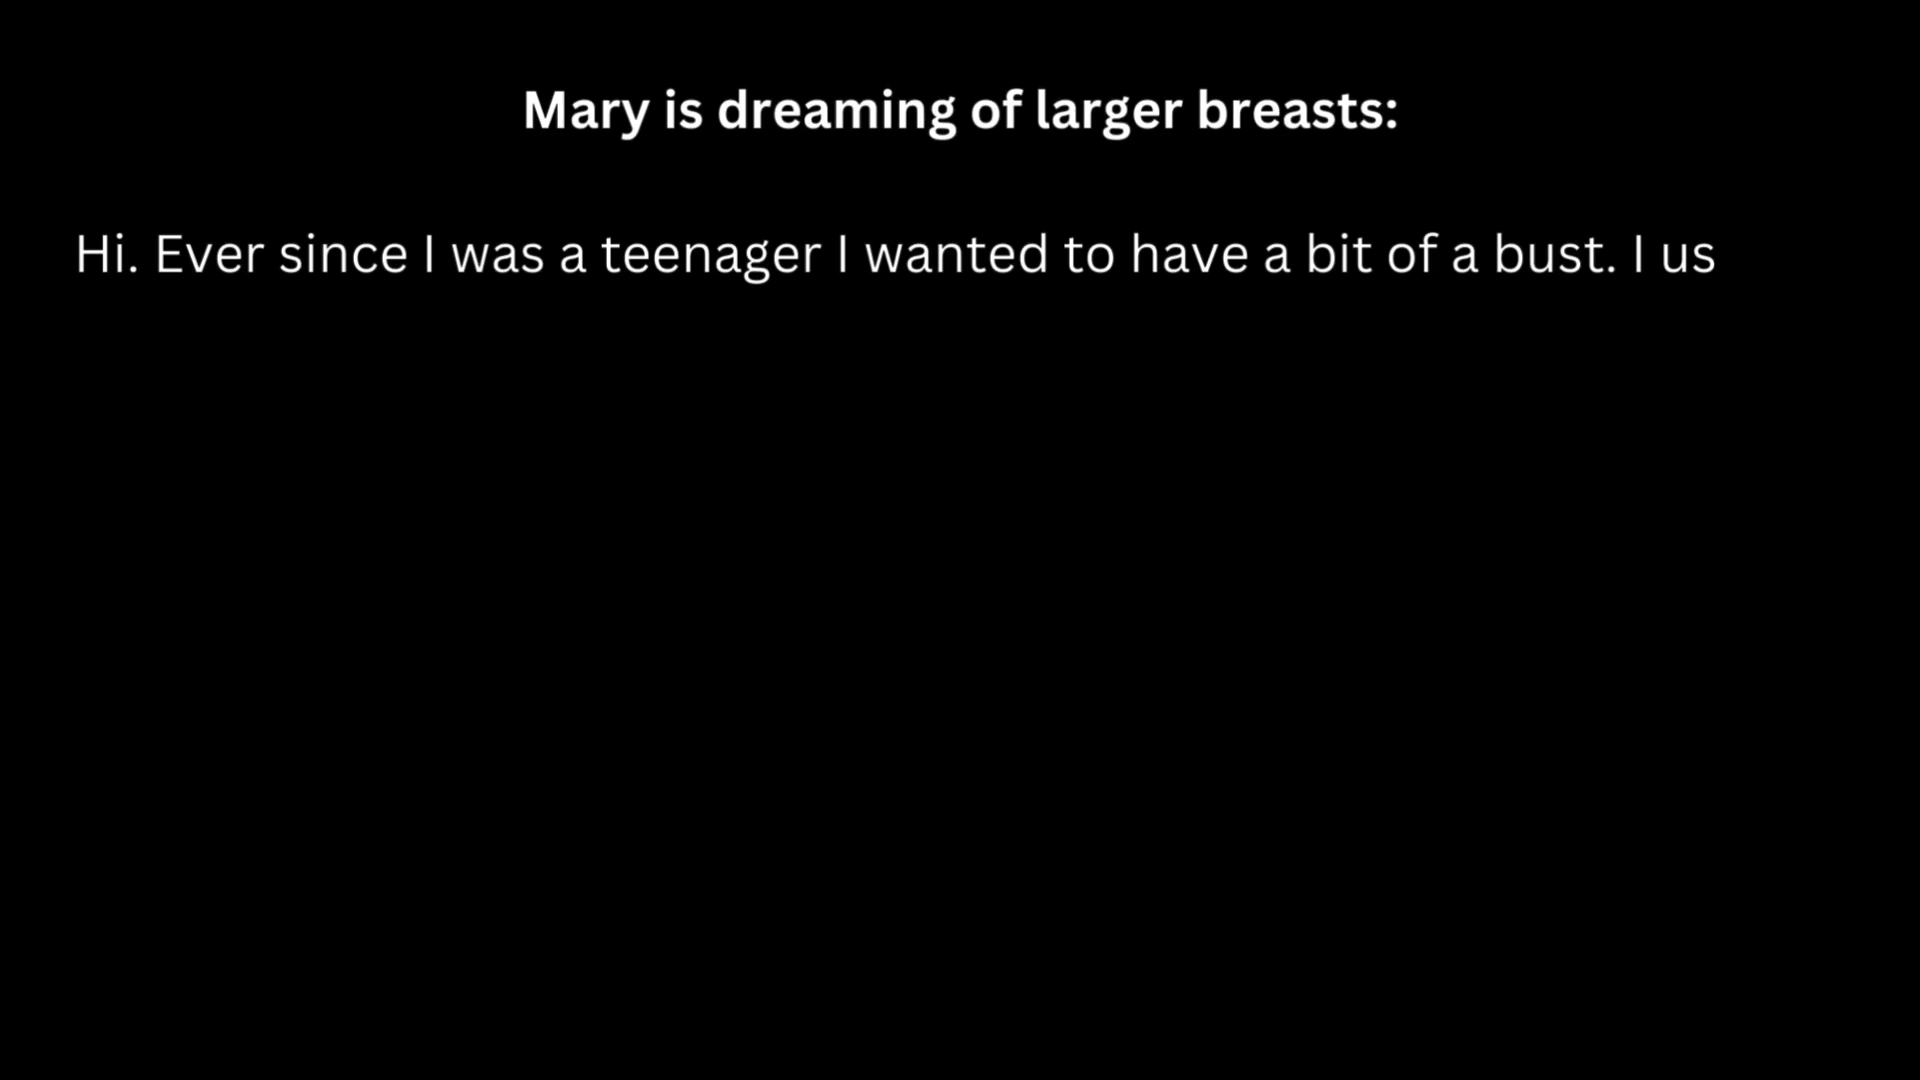 Mary is dreaming of larger breasts:
Hi. Ever since I was a teenager I wanted to have a bit of a bust. I us